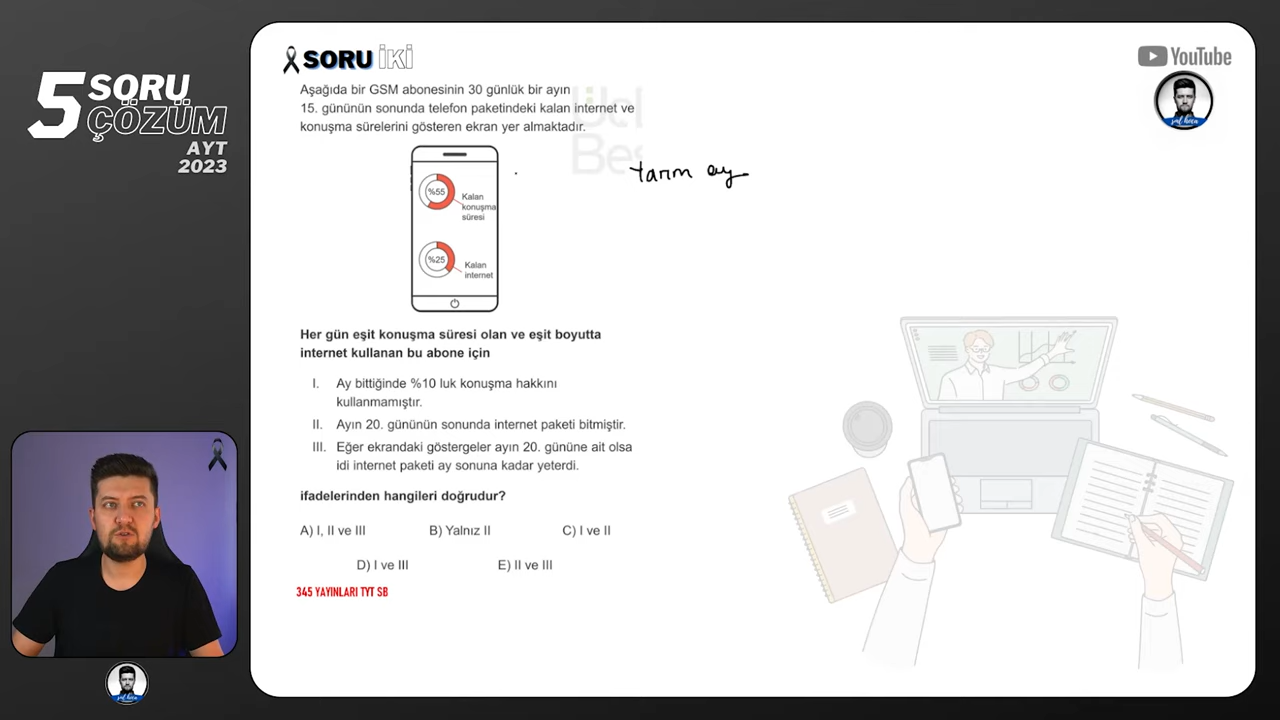 5 SORU
ÇÖZÜM
AYT
2023
SORU İKİ
YouTube
Aşağıda bir GSM abonesinin 30 günlük bir ayın
15. gününün sonunda telefon paketindeki kalan internet ve
konuşma sürelerini gösteren ekran yer almaktadır.
%55
Kalan
konuşma
süresi
%25
Kalan
internet
yarım ay
Her gün eşit konuşma süresi olan ve eşit boyutta
internet kullanan bu abone için
I. Ay bittiğinde %10 luk konuşma hakkını
kullanmamıştır.
II. Ayın 20. gününün sonunda internet paketi bitmiştir.
III. Eğer ekrandaki göstergeler ayın 20. gününe ait olsa
idi internet paketi ay sonuna kadar yeterdi.
ifadelerinden hangileri doğrudur?
A) I, II ve III B) Yalnız II C) I ve II
D) I ve III E) II ve III
345 YAYINLARI TYT SB